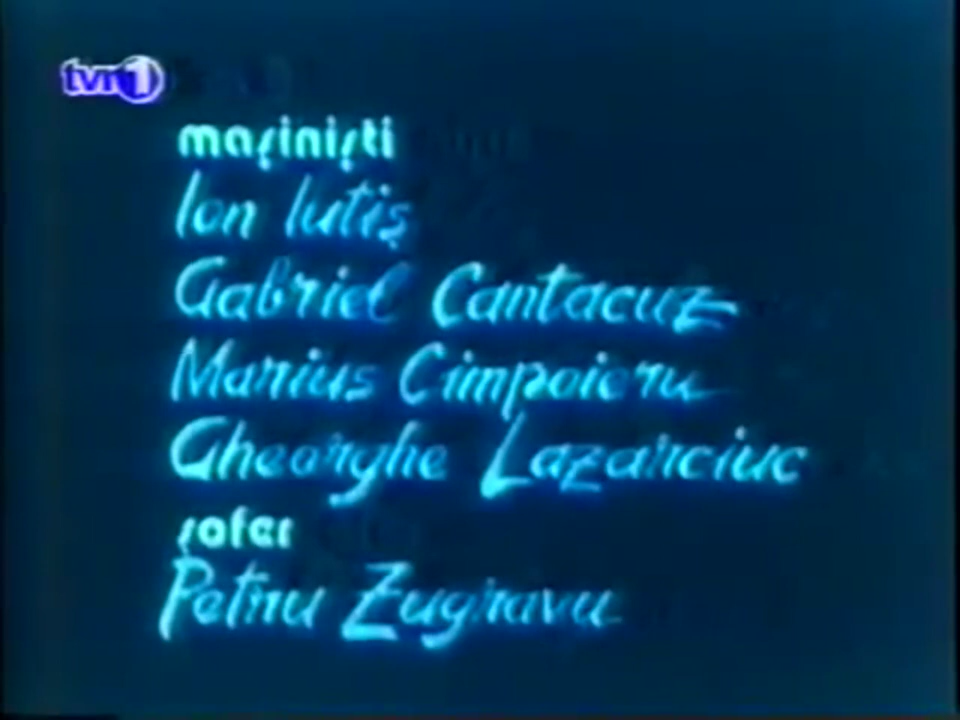 tvr1
mașiniști
Ion Iutiș
Gabriel Cantacuz
Marius Cimpoieru
Gheorghe Lazarciuc
șofer
Petru Zugravu